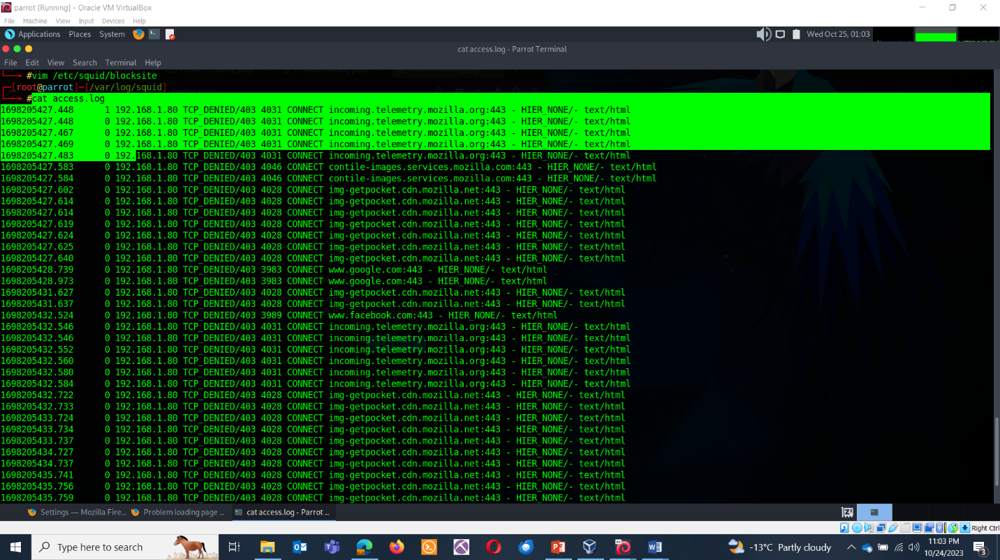 parrot [Running] - Oracle VM VirtualBox
File Machine View Input Devices Help
Applications Places System Wed Oct 25, 01:03
cat access.log - Parrot Terminal
File Edit View Search Terminal Help
#vim /etc/squid/blocksite
[root@parrot]─[/var/log/squid]
#cat access.log
1698205427.448 1 192.168.1.80 TCP_DENIED/403 4031 CONNECT incoming.telemetry.mozilla.org:443 - HIER_NONE/- text/html
1698205427.448 0 192.168.1.80 TCP_DENIED/403 4031 CONNECT incoming.telemetry.mozilla.org:443 - HIER_NONE/- text/html
1698205427.467 0 192.168.1.80 TCP_DENIED/403 4031 CONNECT incoming.telemetry.mozilla.org:443 - HIER_NONE/- text/html
1698205427.469 0 192.168.1.80 TCP_DENIED/403 4031 CONNECT incoming.telemetry.mozilla.org:443 - HIER_NONE/- text/html
1698205427.483 0 192.168.1.80 TCP_DENIED/403 4031 CONNECT incoming.telemetry.mozilla.org:443 - HIER_NONE/- text/html
1698205427.583 0 192.168.1.80 TCP_DENIED/403 4046 CONNECT contile-images.services.mozilla.com:443 - HIER_NONE/- text/html
1698205427.584 0 192.168.1.80 TCP_DENIED/403 4046 CONNECT contile-images.services.mozilla.com:443 - HIER_NONE/- text/html
1698205427.602 0 192.168.1.80 TCP_DENIED/403 4028 CONNECT img-getpocket.cdn.mozilla.net:443 - HIER_NONE/- text/html
1698205427.614 0 192.168.1.80 TCP_DENIED/403 4028 CONNECT img-getpocket.cdn.mozilla.net:443 - HIER_NONE/- text/html
1698205427.614 0 192.168.1.80 TCP_DENIED/403 4028 CONNECT img-getpocket.cdn.mozilla.net:443 - HIER_NONE/- text/html
1698205427.619 0 192.168.1.80 TCP_DENIED/403 4028 CONNECT img-getpocket.cdn.mozilla.net:443 - HIER_NONE/- text/html
1698205427.624 0 192.168.1.80 TCP_DENIED/403 4028 CONNECT img-getpocket.cdn.mozilla.net:443 - HIER_NONE/- text/html
1698205427.625 0 192.168.1.80 TCP_DENIED/403 4028 CONNECT img-getpocket.cdn.mozilla.net:443 - HIER_NONE/- text/html
1698205427.640 0 192.168.1.80 TCP_DENIED/403 4028 CONNECT img-getpocket.cdn.mozilla.net:443 - HIER_NONE/- text/html
1698205428.739 0 192.168.1.80 TCP_DENIED/403 3983 CONNECT www.google.com:443 - HIER_NONE/- text/html
1698205428.973 0 192.168.1.80 TCP_DENIED/403 3983 CONNECT www.google.com:443 - HIER_NONE/- text/html
1698205431.627 0 192.168.1.80 TCP_DENIED/403 4028 CONNECT img-getpocket.cdn.mozilla.net:443 - HIER_NONE/- text/html
1698205431.637 0 192.168.1.80 TCP_DENIED/403 4028 CONNECT img-getpocket.cdn.mozilla.net:443 - HIER_NONE/- text/html
1698205432.524 0 192.168.1.80 TCP_DENIED/403 3989 CONNECT www.facebook.com:443 - HIER_NONE/- text/html
1698205432.546 0 192.168.1.80 TCP_DENIED/403 4031 CONNECT incoming.telemetry.mozilla.org:443 - HIER_NONE/- text/html
1698205432.546 0 192.168.1.80 TCP_DENIED/403 4031 CONNECT incoming.telemetry.mozilla.org:443 - HIER_NONE/- text/html
1698205432.552 0 192.168.1.80 TCP_DENIED/403 4031 CONNECT incoming.telemetry.mozilla.org:443 - HIER_NONE/- text/html
1698205432.560 0 192.168.1.80 TCP_DENIED/403 4031 CONNECT incoming.telemetry.mozilla.org:443 - HIER_NONE/- text/html
1698205432.580 0 192.168.1.80 TCP_DENIED/403 4031 CONNECT incoming.telemetry.mozilla.org:443 - HIER_NONE/- text/html
1698205432.584 0 192.168.1.80 TCP_DENIED/403 4031 CONNECT incoming.telemetry.mozilla.org:443 - HIER_NONE/- text/html
1698205432.722 0 192.168.1.80 TCP_DENIED/403 4028 CONNECT img-getpocket.cdn.mozilla.net:443 - HIER_NONE/- text/html
1698205432.733 0 192.168.1.80 TCP_DENIED/403 4028 CONNECT img-getpocket.cdn.mozilla.net:443 - HIER_NONE/- text/html
1698205433.724 0 192.168.1.80 TCP_DENIED/403 4028 CONNECT img-getpocket.cdn.mozilla.net:443 - HIER_NONE/- text/html
1698205433.734 0 192.168.1.80 TCP_DENIED/403 4028 CONNECT img-getpocket.cdn.mozilla.net:443 - HIER_NONE/- text/html
1698205433.737 0 192.168.1.80 TCP_DENIED/403 4028 CONNECT img-getpocket.cdn.mozilla.net:443 - HIER_NONE/- text/html
1698205434.727 0 192.168.1.80 TCP_DENIED/403 4028 CONNECT img-getpocket.cdn.mozilla.net:443 - HIER_NONE/- text/html
1698205434.737 0 192.168.1.80 TCP_DENIED/403 4028 CONNECT img-getpocket.cdn.mozilla.net:443 - HIER_NONE/- text/html
1698205435.741 0 192.168.1.80 TCP_DENIED/403 4028 CONNECT img-getpocket.cdn.mozilla.net:443 - HIER_NONE/- text/html
1698205435.756 0 192.168.1.80 TCP_DENIED/403 4028 CONNECT img-getpocket.cdn.mozilla.net:443 - HIER_NONE/- text/html
1698205435.759 0 192.168.1.80 TCP_DENIED/403 4028 CONNECT img-getpocket.cdn.mozilla.net:443 - HIER_NONE/- text/html
Settings — Mozilla Fire... Problem loading page ... cat access.log - Parrot ...
Right Ctrl
Type here to search -13°C Partly cloudy 11:03 PM
10/24/2023 3